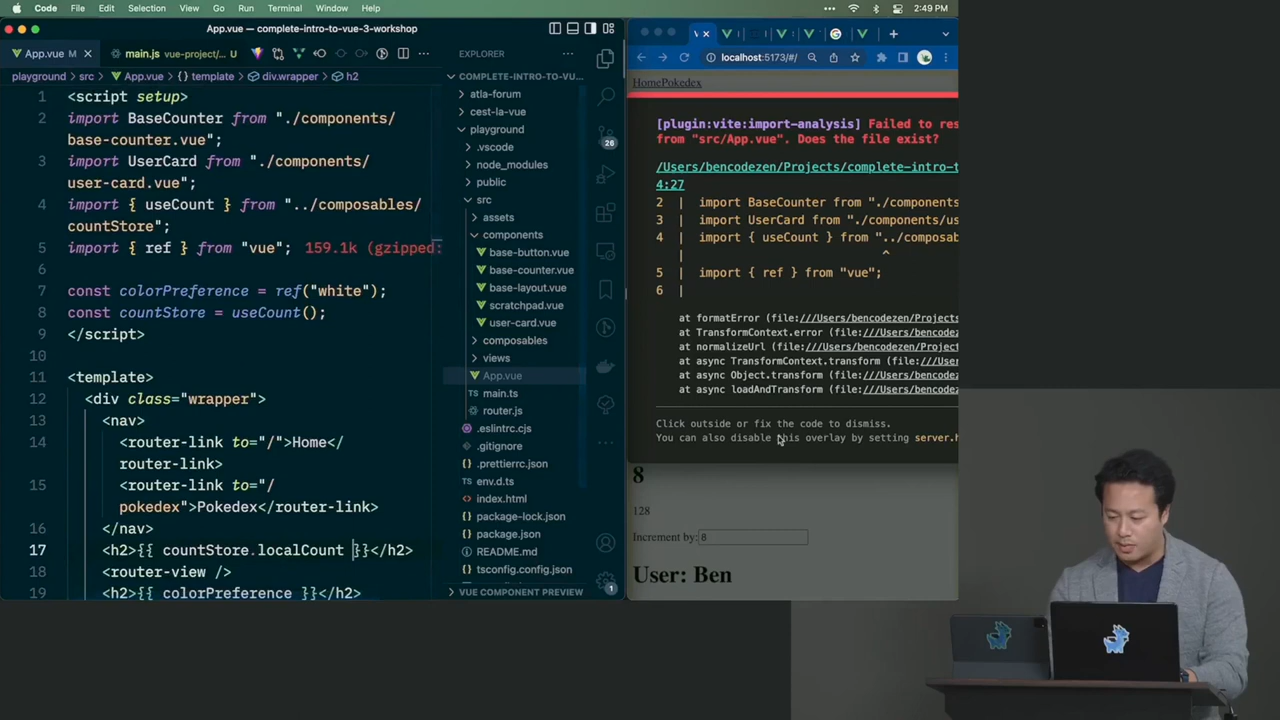 Code File Edit Selection View Go Run Terminal Window Help
2:49 PM
App.vue — complete-intro-to-vue-3-workshop
App.vue
main.js vue-project/... U
playground > src > App.vue > {} template > div.wrapper > h2
1 <script setup>
2 import BaseCounter from "./components/
base-counter.vue";
3 import UserCard from "./components/
user-card.vue";
4 import { useCount } from "../composables/
countStore";
5 import { ref } from "vue"; 159.1k (gzipped:
6
7 const colorPreference = ref("white");
8 const countStore = useCount();
9 </script>
10
11 <template>
12 <div class="wrapper">
13 <nav>
14 <router-link to="/">Home</
router-link>
15 <router-link to="/
pokedex">Pokedex</router-link>
16 </nav>
17 <h2>{{ countStore.localCount }}</h2>
18 <router-view />
19 <h2>{{ colorPreference }}</h2>
EXPLORER
COMPLETE-INTRO-TO-VU...
atla-forum
cest-la-vue
playground
.vscode
node_modules
public
src
assets
components
base-button.vue
base-counter.vue
base-layout.vue
scratchpad.vue
user-card.vue
composables
views
App.vue
main.ts
router.js
.eslintrc.cjs
.gitignore
.prettierrc.json
env.d.ts
index.html
package-lock.json
package.json
README.md
tsconfig.config.json
VUE COMPONENT PREVIEW
26
1
localhost:5173/#/
HomePokedex
[plugin:vite:import-analysis] Failed to res
from "src/App.vue". Does the file exist?
/Users/bencodezen/Projects/complete-intro-t
4:27
2 | import BaseCounter from "./components
3 | import UserCard from "./components/us
4 | import { useCount } from "../composab
| ^
5 | import { ref } from "vue";
6 |
at formatError (file:///Users/bencodezen/Projects
at TransformContext.error (file:///Users/bencodez
at normalizeUrl (file:///Users/bencodezen/Project
at async TransformContext.transform (file:///User
at async Object.transform (file:///Users/bencodez
at async loadAndTransform (file:///Users/bencodez
Click outside or fix the code to dismiss.
You can also disable this overlay by setting server.h
8
128
Increment by: 8
User: Ben